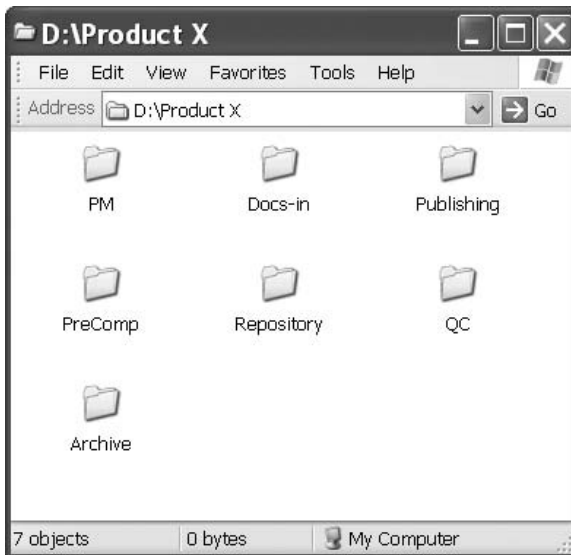 D:\Product X
File Edit View Favorites Tools Help
Address D:\Product X Go
PM Docs-in Publishing
PreComp Repository QC
Archive
7 objects 0 bytes My Computer